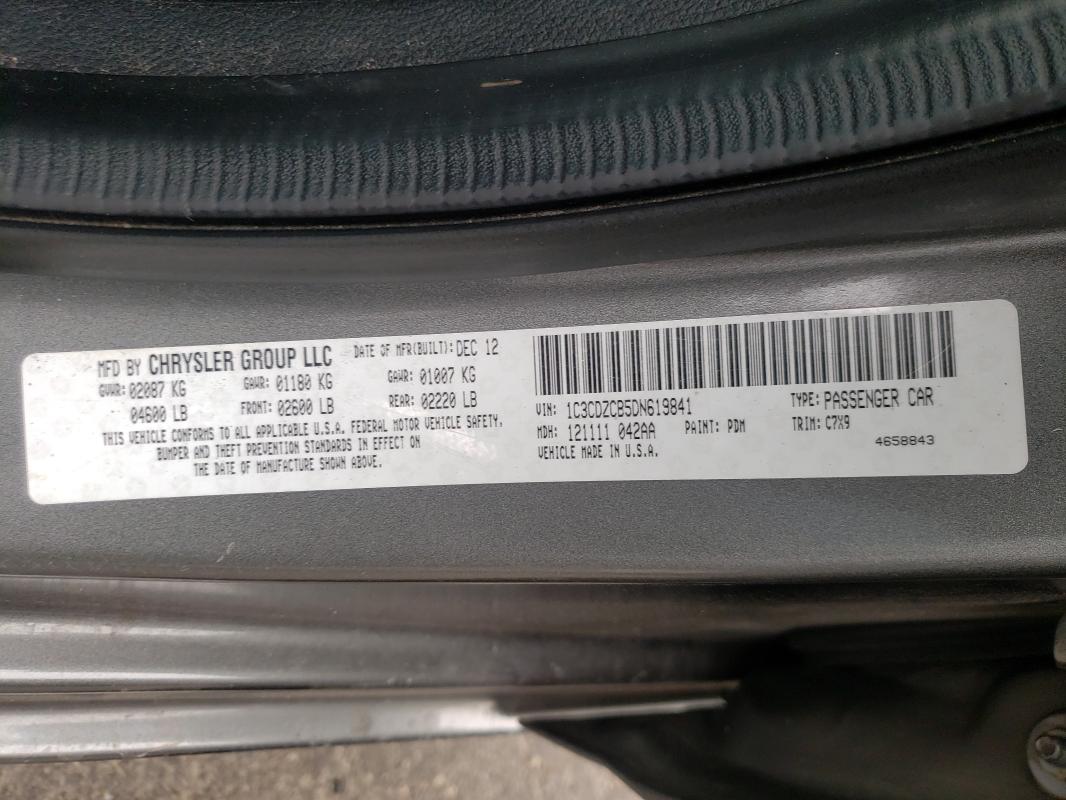 MFD BY CHRYSLER GROUP LLC DATE OF MFR(BUILT): DEC 12
GVWR: 02087 KG GAWR: 01180 KG GAWR: 01007 KG
04600 LB FRONT: 02600 LB REAR: 02220 LB
THIS VEHICLE CONFORMS TO ALL APPLICABLE U.S.A. FEDERAL MOTOR VEHICLE SAFETY,
BUMPER AND THEFT PREVENTION STANDARDS IN EFFECT ON
THE DATE OF MANUFACTURE SHOWN ABOVE.
VIN: 1C3CDZCB5DN619841 TYPE: PASSENGER CAR
MDH: 121111 042AA PAINT: PDM TRIM: C7X9
VEHICLE MADE IN U.S.A. 4658843